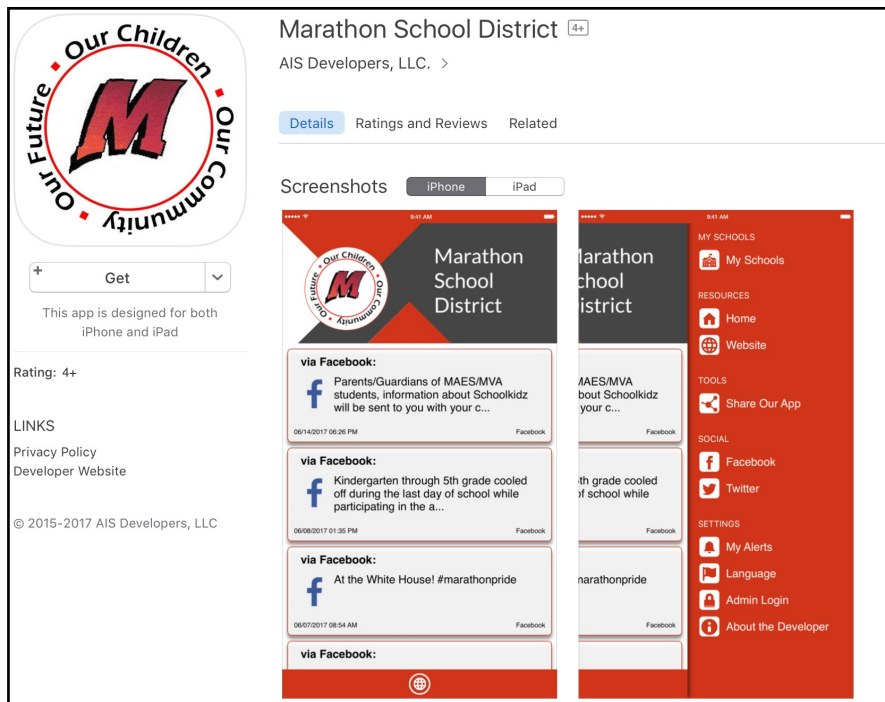 Our Children • Our Community • Our Future •
M
Get
This app is designed for both
iPhone and iPad
Rating: 4+
LINKS
Privacy Policy
Developer Website
© 2015-2017 AIS Developers, LLC
Marathon School District 4+
AIS Developers, LLC. >
Details Ratings and Reviews Related
Screenshots iPhone iPad
9:41 AM
Our Children • Our Community • Our Future •
M
Marathon
School
District
via Facebook:
f
Parents/Guardians of MAES/MVA
students, information about Schoolkidz
will be sent to you with your c...
06/14/2017 06:26 PM Facebook
via Facebook:
f
Kindergarten through 5th grade cooled
off during the last day of school while
participating in the a...
06/08/2017 01:35 PM Facebook
via Facebook:
f
At the White House! #marathonpride
06/07/2017 08:54 AM Facebook
via Facebook:
Marathon
School
District
MAES/MVA
bout Schoolkidz
your c...
Facebook
5th grade cooled
of school while
Facebook
marathonpride
Facebook
9:41 AM
MY SCHOOLS
My Schools
RESOURCES
Home
Website
TOOLS
Share Our App
SOCIAL
f Facebook
Twitter
SETTINGS
My Alerts
Language
Admin Login
About the Developer